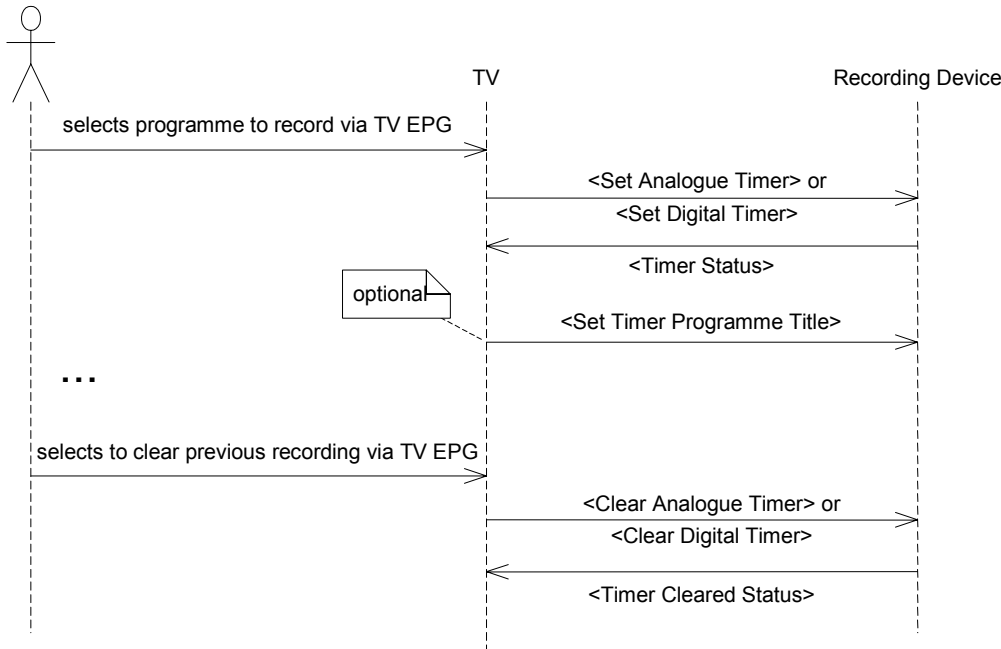 TV
Recording Device
selects programme to record via TV EPG
<Set Analogue Timer> or
<Set Digital Timer>
<Timer Status>
optional
<Set Timer Programme Title>
...
selects to clear previous recording via TV EPG
<Clear Analogue Timer> or
<Clear Digital Timer>
<Timer Cleared Status>